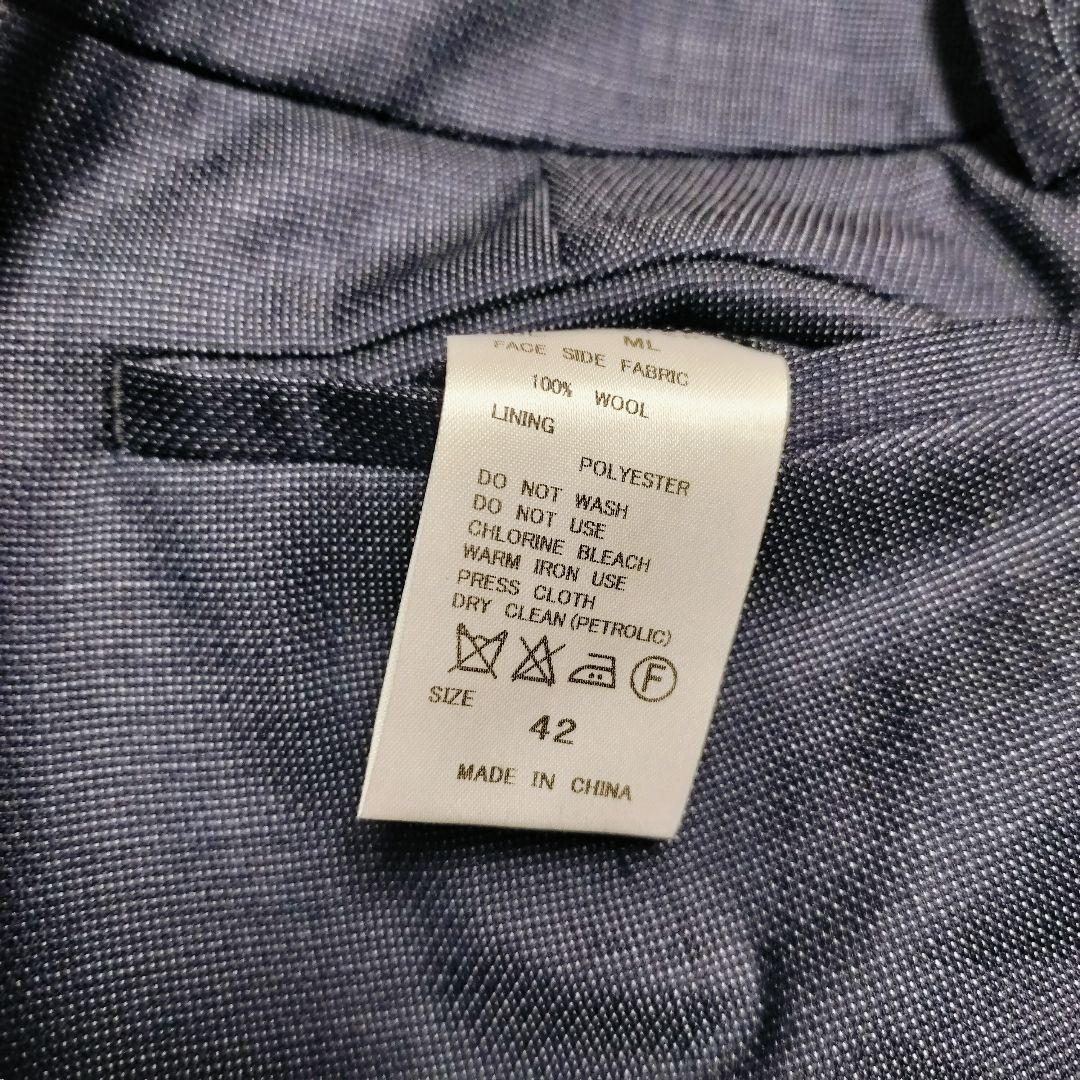 ML
FACE SIDE FABRIC
100% WOOL
LINING
POLYESTER
DO NOT WASH
DO NOT USE
CHLORINE BLEACH
WARM IRON USE
PRESS CLOTH
DRY CLEAN(PETROLIC)
F
SIZE
42
MADE IN CHINA